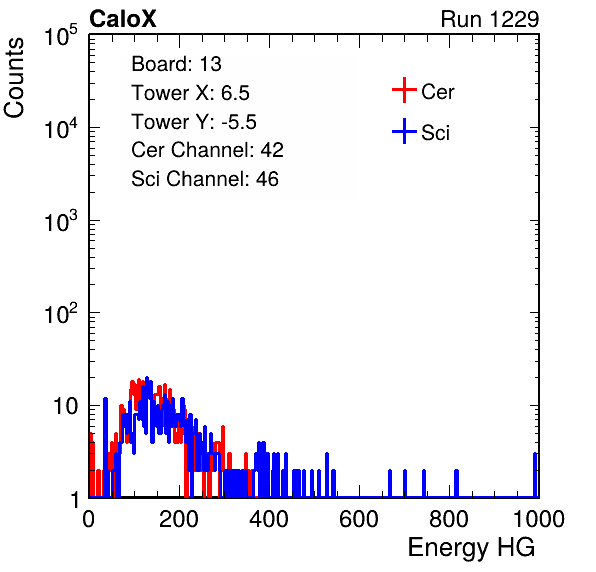 CaloX Run 1229
Counts
10^5
10^4
10^3
10^2
10
1
Board: 13
Tower X: 6.5
Tower Y: -5.5
Cer Channel: 42
Sci Channel: 46
Cer
Sci
0 200 400 600 800 1000
Energy HG